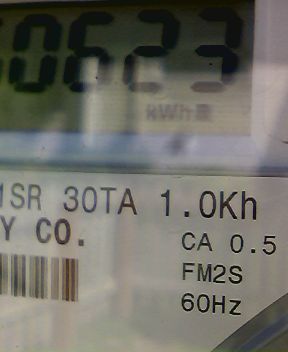 0623
kWh
1SR 30TA 1.0Kh
Y CO.
CA 0.5
FM2S
60Hz